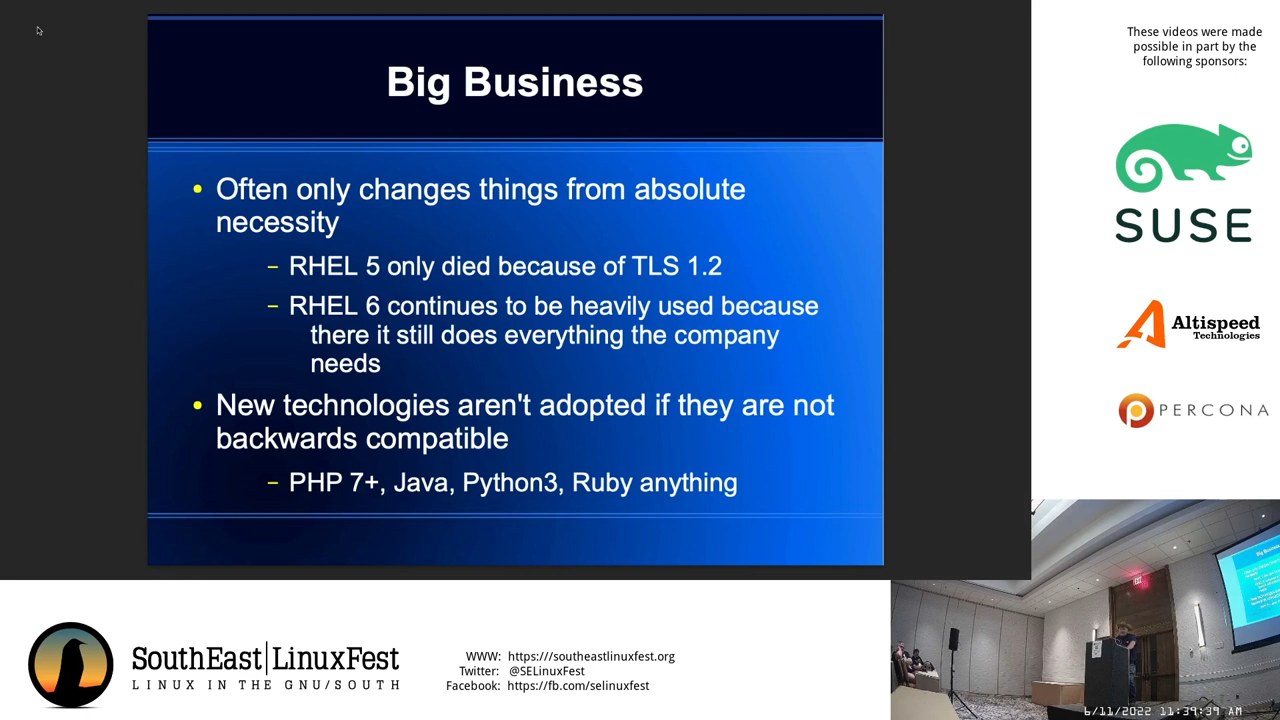 Big Business
Often only changes things from absolute
necessity
RHEL 5 only died because of TLS 1.2
RHEL 6 continues to be heavily used because
there it still does everything the company
needs
New technologies aren't adopted if they are not
backwards compatible
PHP 7+, Java, Python3, Ruby anything
These videos were made
possible in part by the
following sponsors:
SUSE
Altispeed
Technologies
PERCONA
SouthEast LinuxFest
LINUX IN THE GNU/SOUTH
WWW: https:///southeastlinuxfest.org
Twitter: @SELinuxFest
Facebook: https://fb.com/selinuxfest
Big Business
6/11/2022 11:39:39 AM